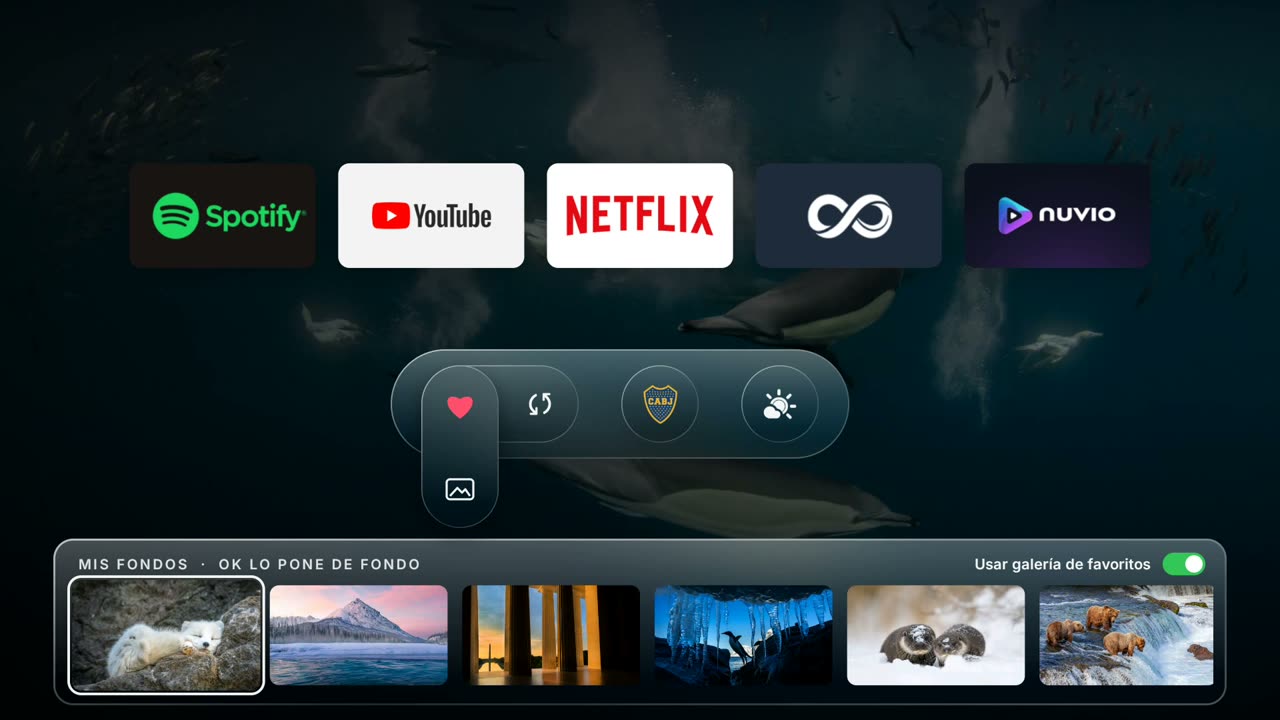 Spotify
YouTube
NETFLIX
nuvio
CABJ
MIS FONDOS · OK LO PONE DE FONDO
Usar galería de favoritos